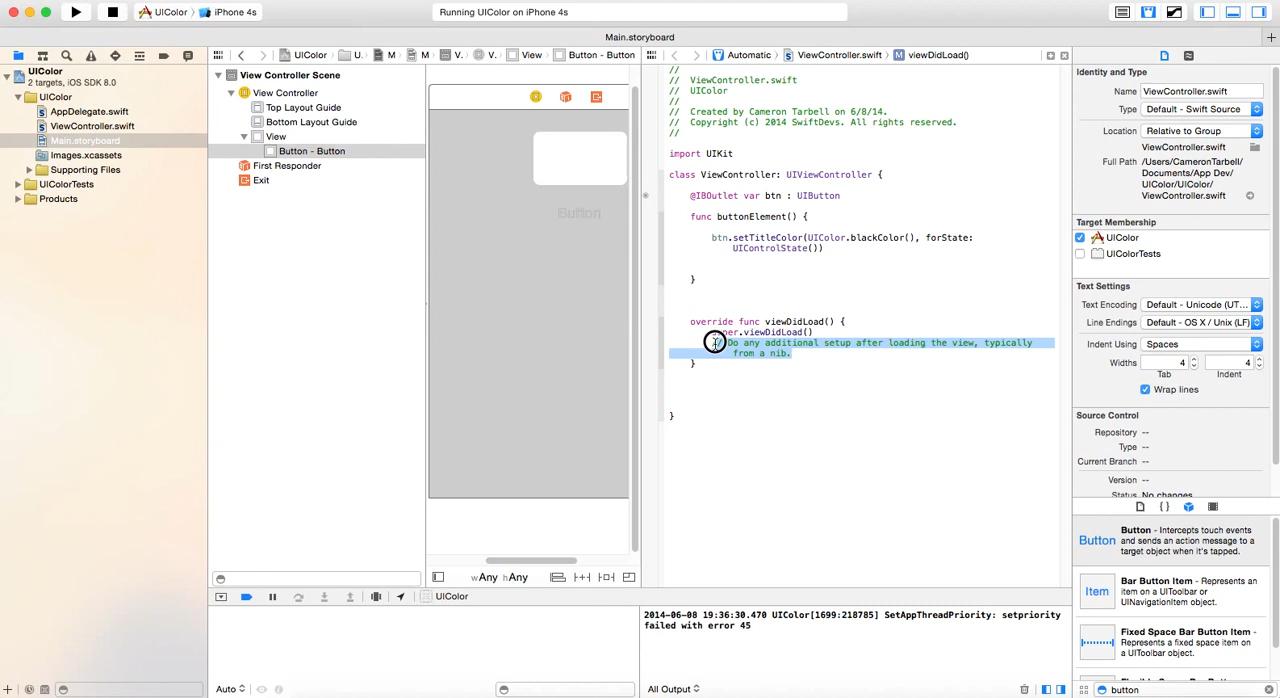 UIColor
iPhone 4s
Running UIColor on iPhone 4s
Main.storyboard
UIColor
2 targets, iOS SDK 8.0
UIColor
AppDelegate.swift
ViewController.swift
Main.storyboard
Images.xcassets
Supporting Files
UIColorTests
Products
UIColor
U...
M
M
V.
V.
View
Button - Button
View Controller Scene
View Controller
Top Layout Guide
Bottom Layout Guide
View
Button - Button
First Responder
Exit
Button
wAny hAny
Automatic
ViewController.swift
viewDidLoad()
//
// ViewController.swift
// UIColor
//
// Created by Cameron Tarbell on 6/8/14.
// Copyright (c) 2014 SwiftDevs. All rights reserved.
//
import UIKit
class ViewController: UIViewController {
@IBOutlet var btn : UIButton
func buttonElement() {
btn.setTitleColor(UIColor.blackColor(), forState:
UIControlState())
}
override func viewDidLoad() {
super.viewDidLoad()
// Do any additional setup after loading the view, typically
from a nib.
}
}
Identity and Type
Name ViewController.swift
Type Default - Swift Source
Location Relative to Group
ViewController.swift
Full Path /Users/CameronTarbell/
Documents/App Dev/
UIColor/UIColor/
ViewController.swift
Target Membership
UIColor
UIColorTests
Text Settings
Text Encoding Default - Unicode (UT...
Line Endings Default - OS X / Unix (LF)
Indent Using Spaces
Widths 4 4
Tab Indent
Wrap lines
Source Control
Repository --
Type --
Current Branch --
Version --
Status No changes
{ }
Button
Button - Intercepts touch events
and sends an action message to a
target object when it's tapped.
Item
Bar Button Item - Represents an
item on a UIToolbar or
UINavigationItem object.
Fixed Space Bar Button Item -
Represents a fixed space item on
a UIToolbar object.
button
UIColor
2014-06-08 19:36:30.470 UIColor[1699:218785] SetAppThreadPriority: setpriority
failed with error 45
Auto
All Output